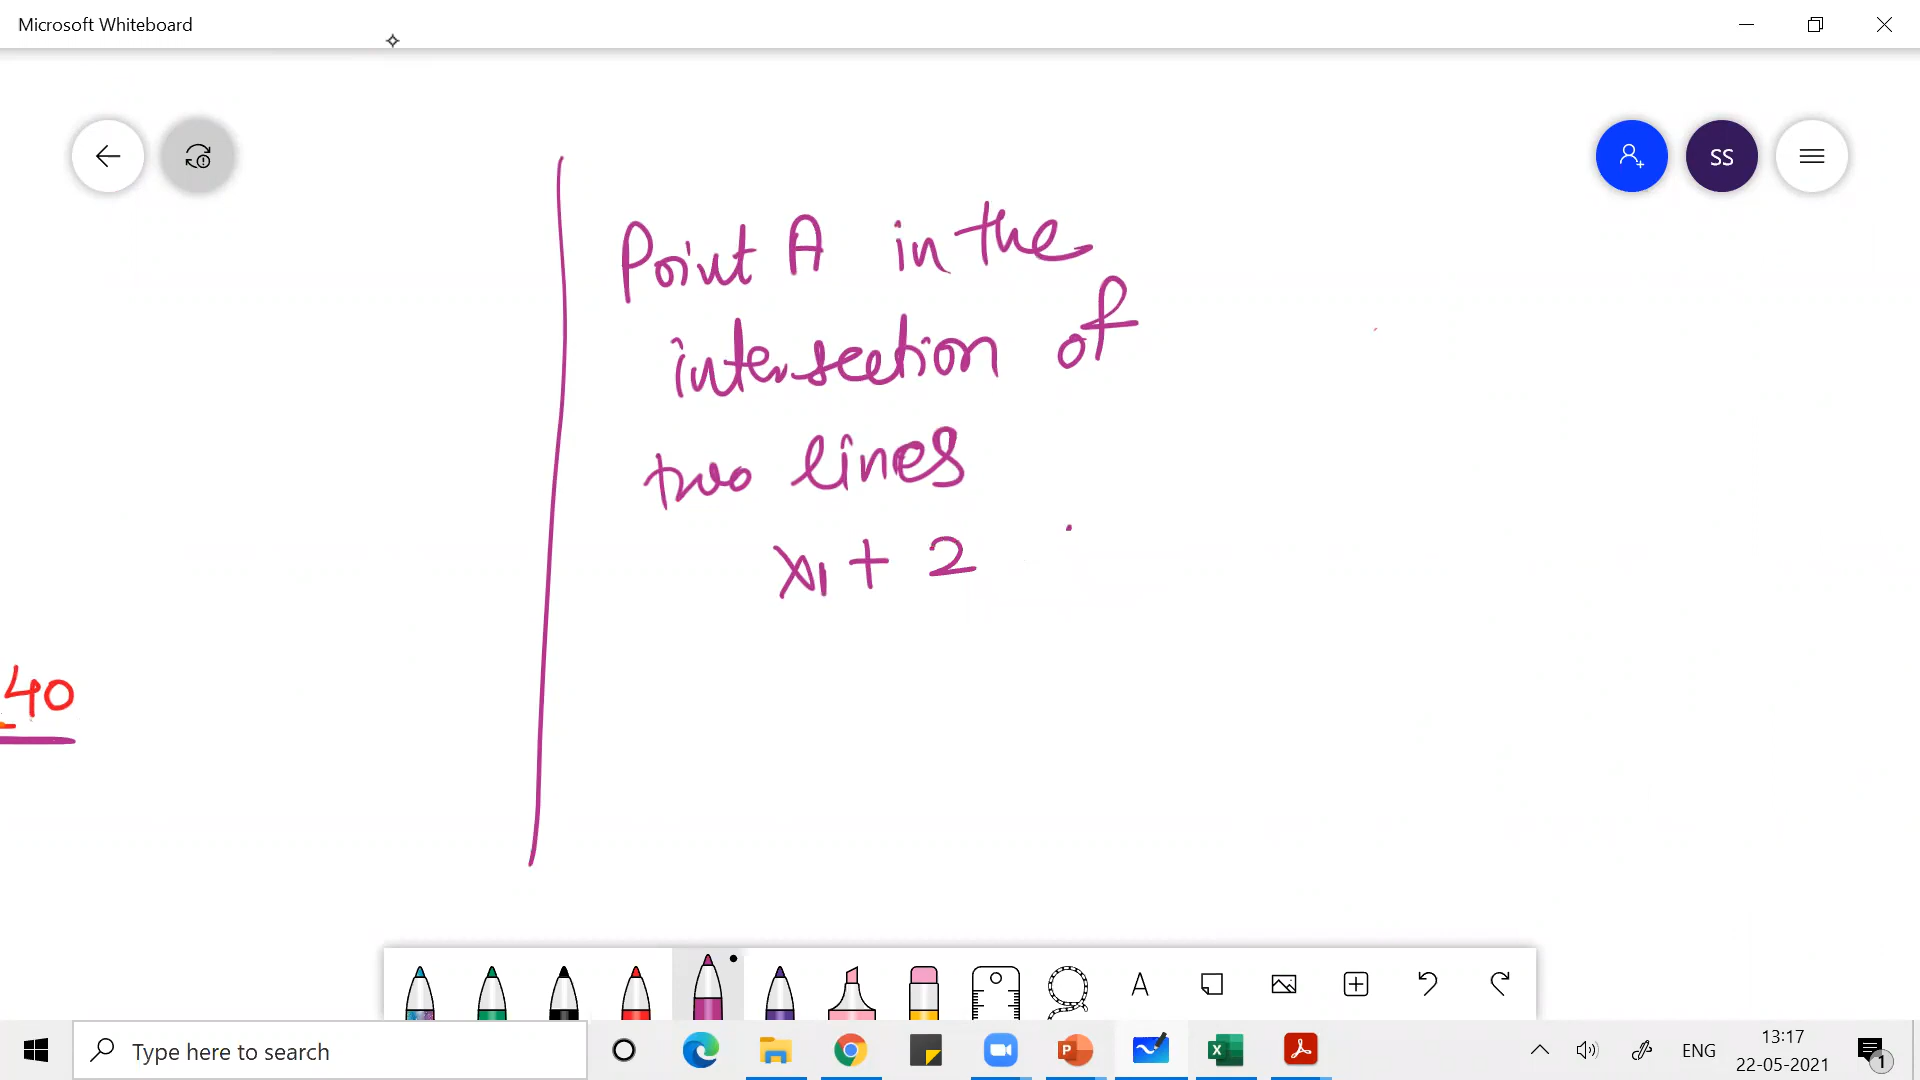 Microsoft Whiteboard
SS
Point A in the
intersection of
two lines
x1 + 2
40
A
Type here to search
ENG
13:17
22-05-2021
1